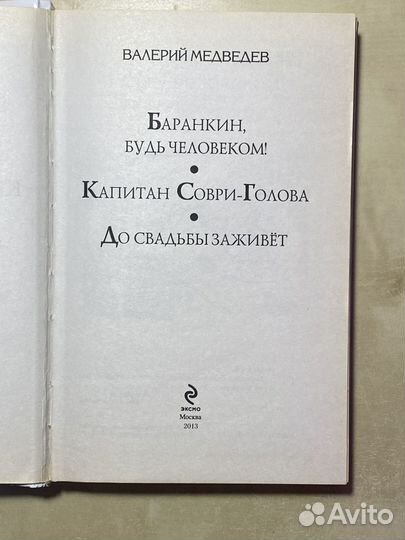 ВАЛЕРИЙ МЕДВЕДЕВ
БАРАНКИН,
БУДЬ ЧЕЛОВЕКОМ!
•
КАПИТАН СОВРИ-ГОЛОВА
•
ДО СВАДЬБЫ ЗАЖИВЁТ
ЭКСМО
Москва
2013
Avito